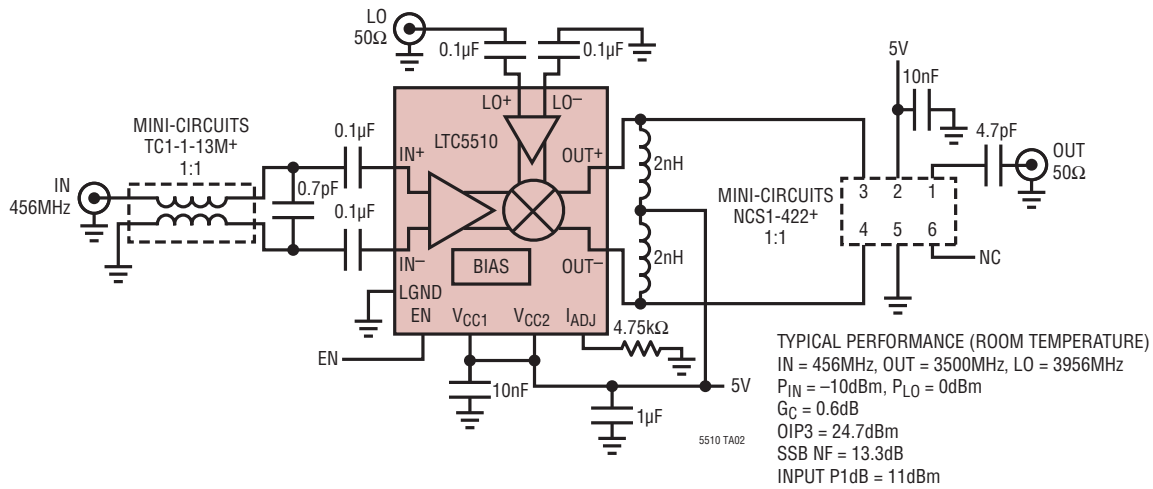 LO
50Ω
0.1µF
0.1µF
5V
10nF
MINI-CIRCUITS
TC1-1-13M+
1:1
0.1µF
LO+
LO–
LTC5510
IN+
OUT+
2nH
4.7pF
OUT
50Ω
IN
456MHz
0.7pF
MINI-CIRCUITS
NCS1-422+
1:1
3 2 1
4 5 6
0.1µF
IN–
BIAS
OUT–
2nH
NC
LGND
EN
VCC1
VCC2
IADJ
4.75kΩ
EN
10nF
5V
1µF
5510 TA02
TYPICAL PERFORMANCE (ROOM TEMPERATURE)
IN = 456MHz, OUT = 3500MHz, LO = 3956MHz
PIN = –10dBm, PLO = 0dBm
GC = 0.6dB
OIP3 = 24.7dBm
SSB NF = 13.3dB
INPUT P1dB = 11dBm